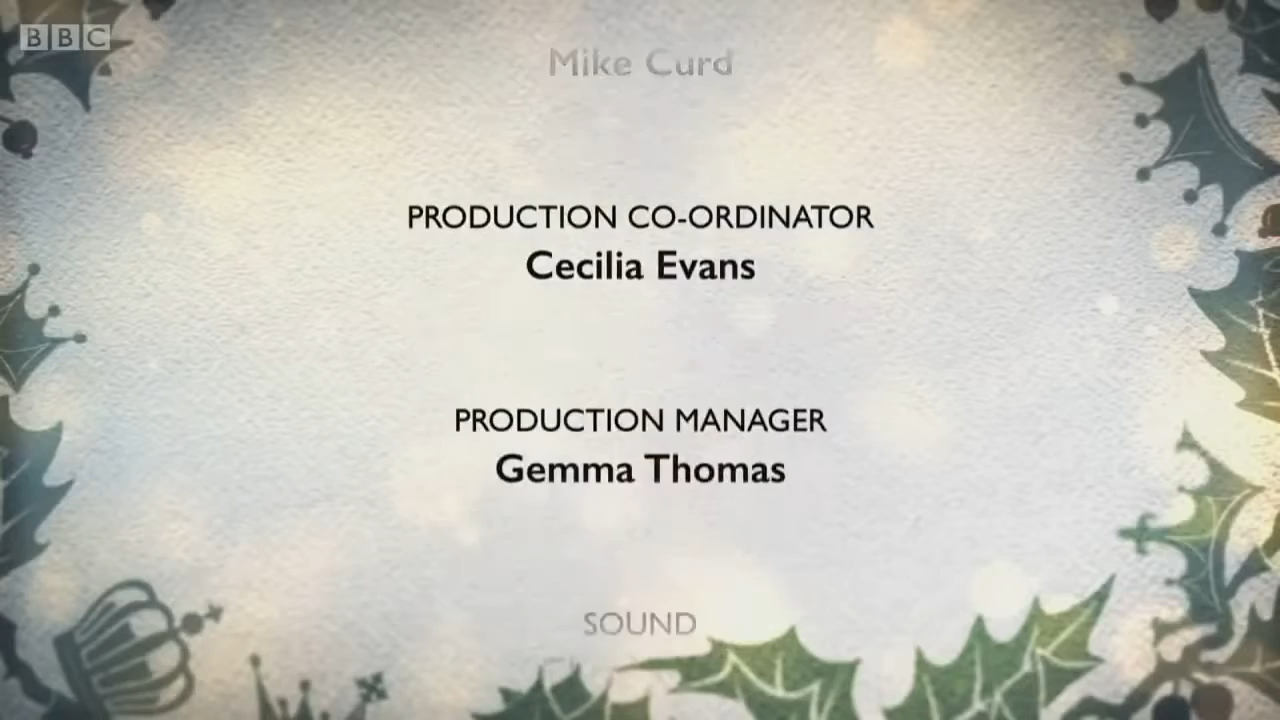 BBC
Mike Curd
PRODUCTION CO-ORDINATOR
Cecilia Evans
PRODUCTION MANAGER
Gemma Thomas
SOUND